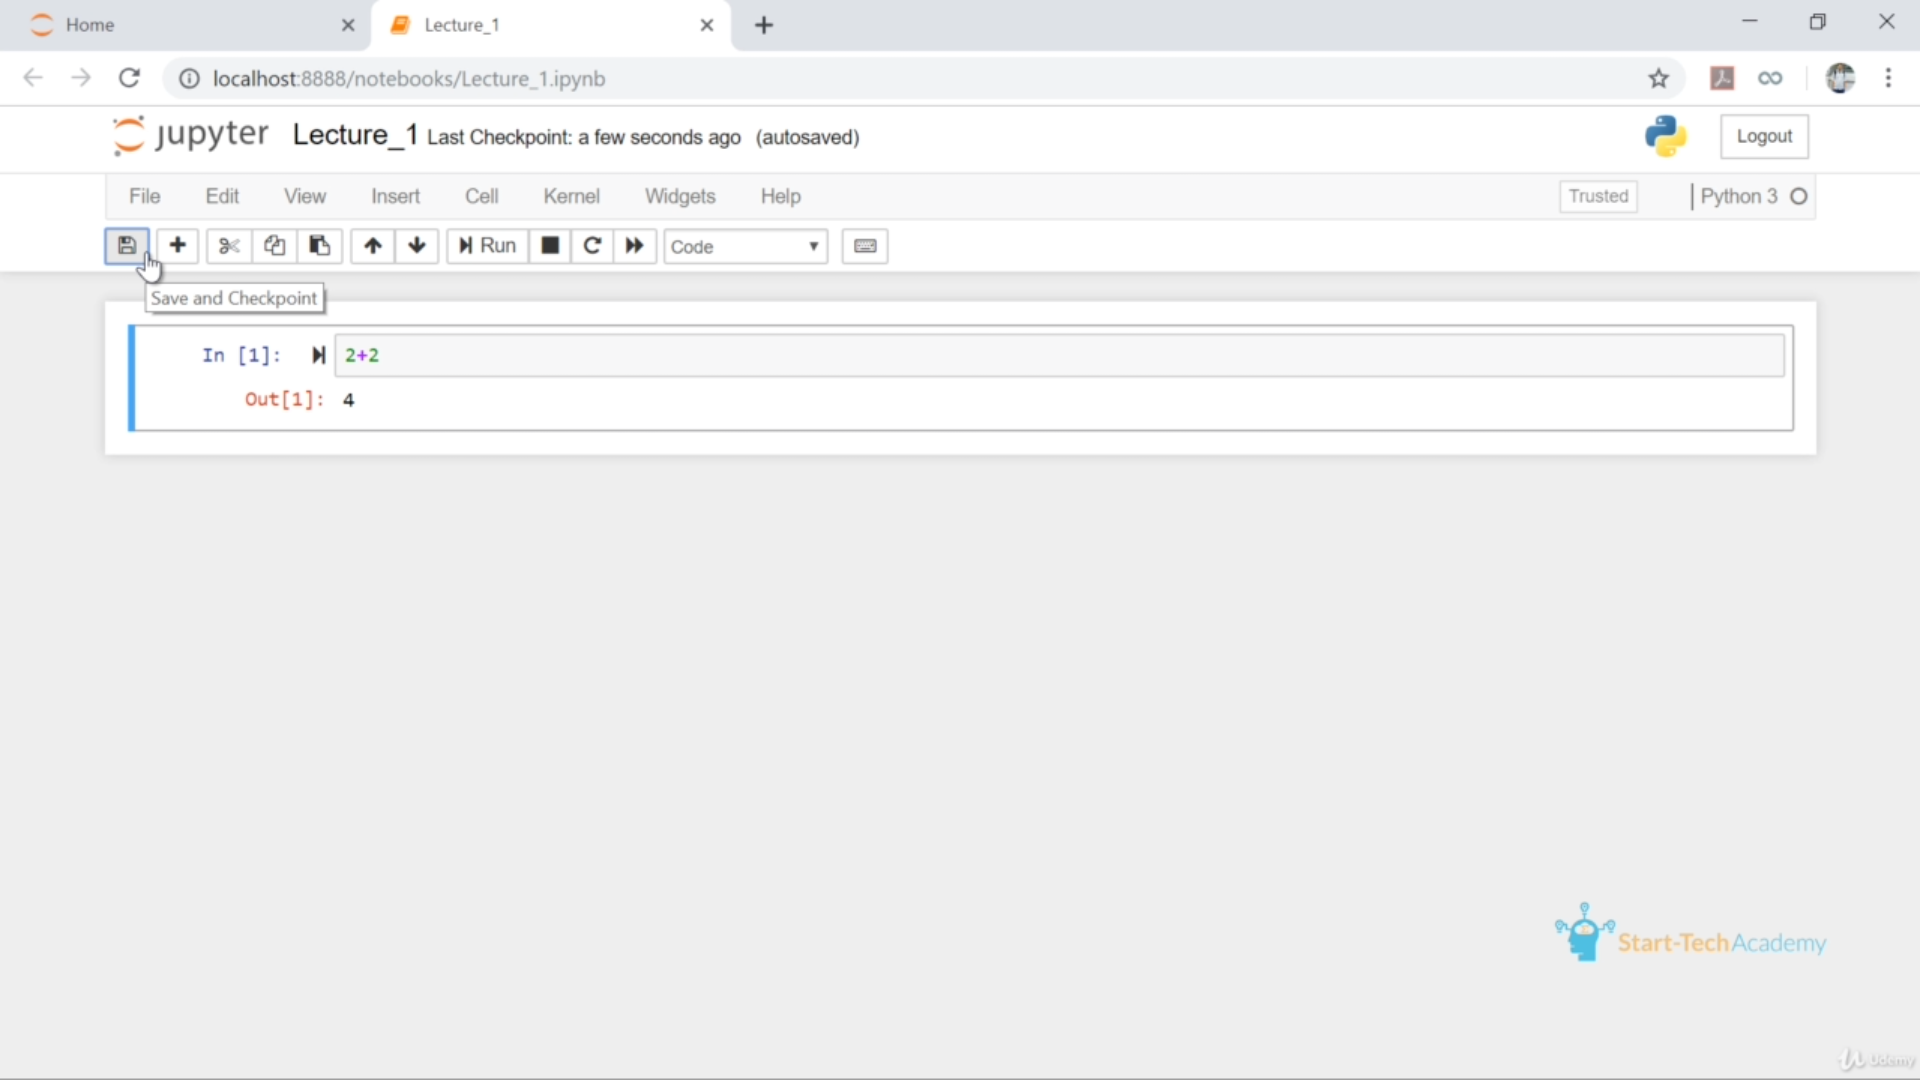 Home
Lecture_1
localhost:8888/notebooks/Lecture_1.ipynb
jupyter Lecture_1 Last Checkpoint: a few seconds ago (autosaved)
Logout
File Edit View Insert Cell Kernel Widgets Help
Trusted Python 3
Run Code
Save and Checkpoint
In [1]: 2+2
Out[1]: 4
Start-TechAcademy
Udemy